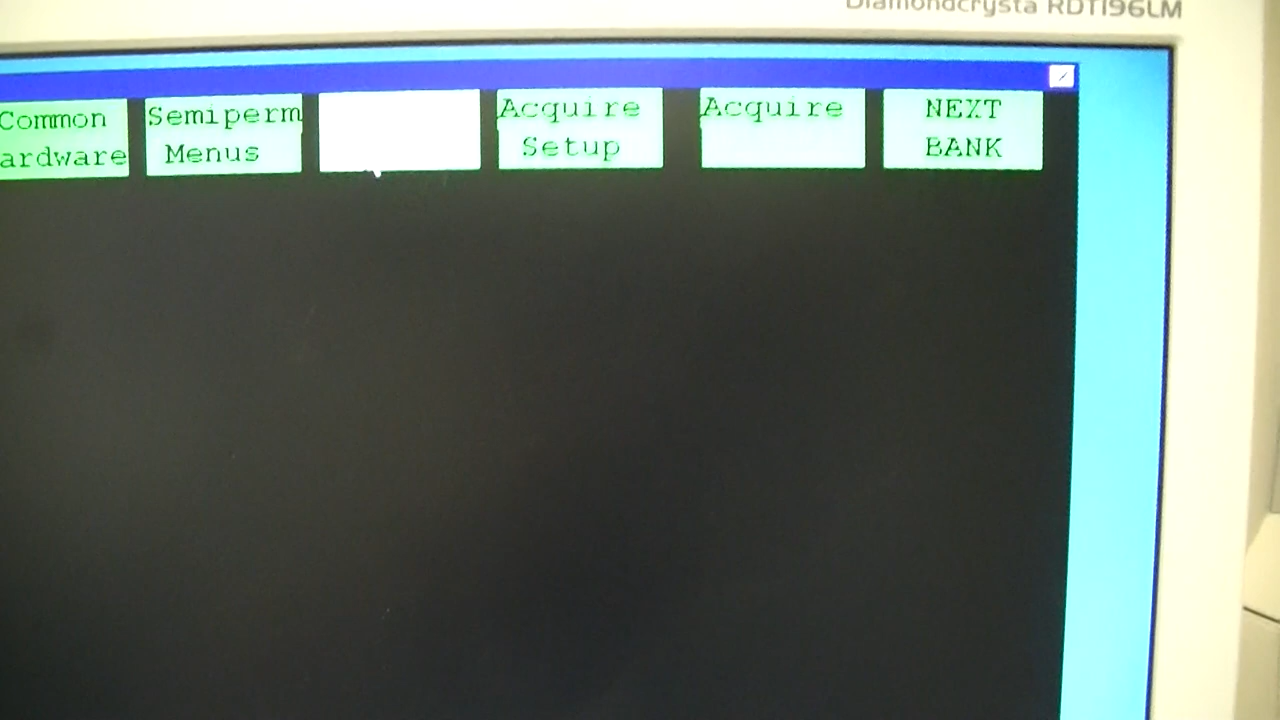 Diamondcrysta RDT196LM
Common
ardware
Semiperm
Menus
Acquire
Setup
Acquire
NEXT
BANK